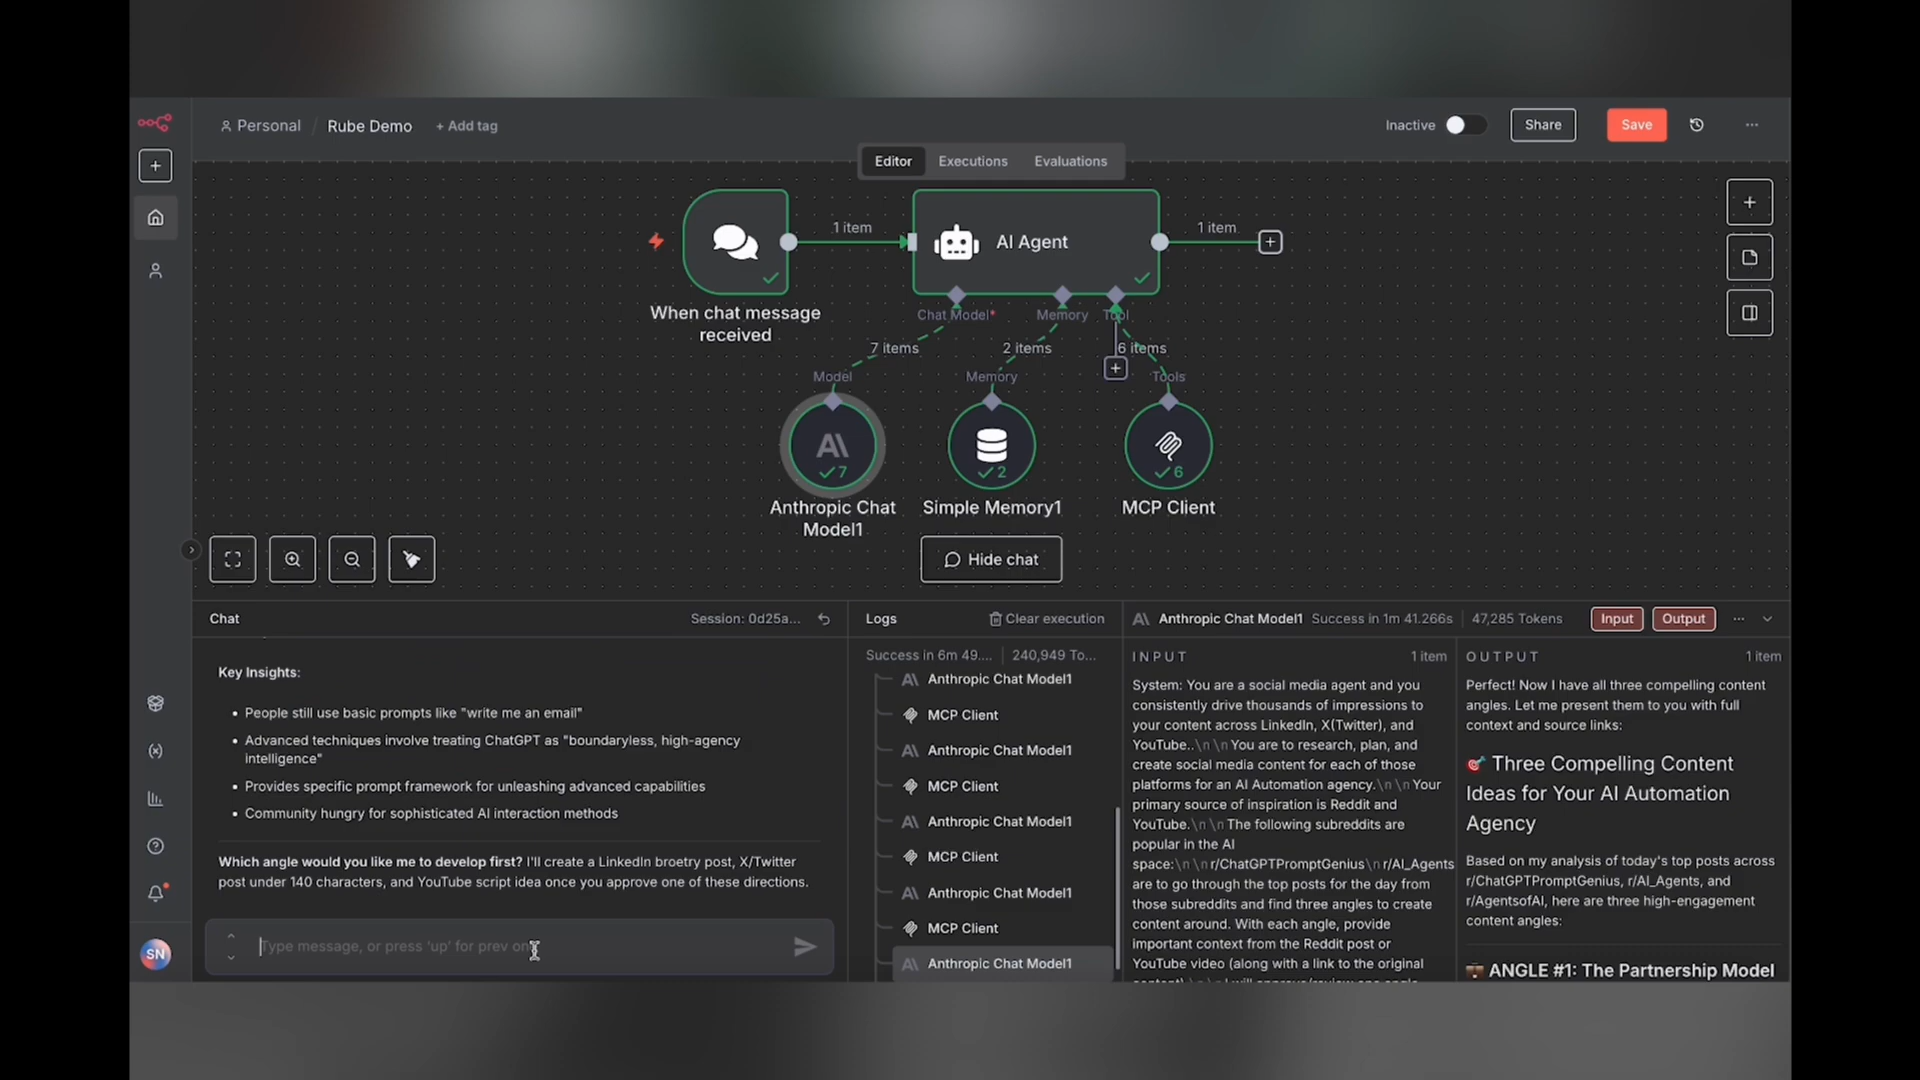 Personal / Rube Demo + Add tag
Inactive
Share
Save
Editor
Executions
Evaluations
1 item
AI Agent
1 item
When chat message
received
Chat Model*
Memory
Tool
7 items
2 items
6 items
Model
Memory
Tools
7
2
6
Anthropic Chat
Model1
Simple Memory1
MCP Client
Hide chat
Chat
Session: 0d25a...
Key Insights:
• People still use basic prompts like "write me an email"
• Advanced techniques involve treating ChatGPT as "boundaryless, high-agency
intelligence"
• Provides specific prompt framework for unleashing advanced capabilities
• Community hungry for sophisticated AI interaction methods
Which angle would you like me to develop first? I'll create a LinkedIn broetry post, X/Twitter
post under 140 characters, and YouTube script idea once you approve one of these directions.
Type message, or press 'up' for prev on
SN
Logs
Clear execution
Success in 6m 49....
240,949 To...
Anthropic Chat Model1
MCP Client
Anthropic Chat Model1
MCP Client
Anthropic Chat Model1
MCP Client
Anthropic Chat Model1
MCP Client
Anthropic Chat Model1
Anthropic Chat Model1 Success in 1m 41.266s
47,285 Tokens
Input
Output
INPUT
1 item
System: You are a social media agent and you
consistently drive thousands of impressions to
your content across LinkedIn, X(Twitter), and
YouTube..\n\n You are to research, plan, and
create social media content for each of those
platforms for an AI Automation agency.\n\n Your
primary source of inspiration is Reddit and
YouTube.\n\n The following subreddits are
popular in the AI
space:\n\nr/ChatGPTPromptGenius\nr/AI_Agents
are to go through the top posts for the day from
those subreddits and find three angles to create
content around. With each angle, provide
important context from the Reddit post or
YouTube video (along with a link to the original
OUTPUT
1 item
Perfect! Now I have all three compelling content
angles. Let me present them to you with full
context and source links:
🎯 Three Compelling Content
Ideas for Your AI Automation
Agency
Based on my analysis of today's top posts across
r/ChatGPTPromptGenius, r/AI_Agents, and
r/AgentsofAI, here are three high-engagement
content angles:
💼 ANGLE #1: The Partnership Model